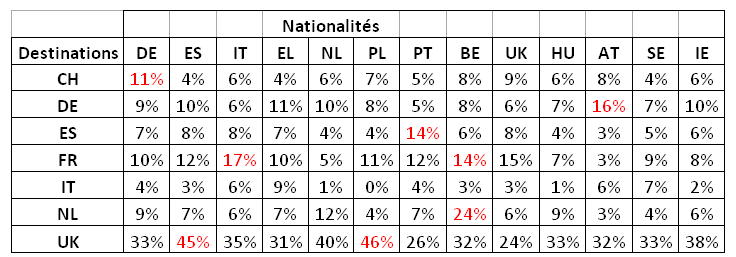 Nationalités
Destinations DE ES IT EL NL PL PT BE UK HU AT SE IE
CH 11% 4% 6% 4% 6% 7% 5% 8% 9% 6% 8% 4% 6%
DE 9% 10% 6% 11% 10% 8% 5% 8% 6% 7% 16% 7% 10%
ES 7% 8% 8% 7% 4% 4% 14% 6% 8% 4% 3% 5% 6%
FR 10% 12% 17% 10% 5% 11% 12% 14% 15% 7% 3% 9% 8%
IT 4% 3% 6% 9% 1% 0% 4% 3% 3% 1% 6% 7% 2%
NL 9% 7% 6% 7% 12% 4% 7% 24% 6% 9% 3% 4% 6%
UK 33% 45% 35% 31% 40% 46% 26% 32% 24% 33% 32% 33% 38%